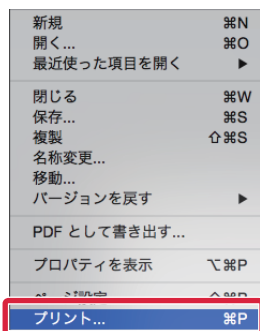 新規 ⌘N
開く... ⌘O
最近使った項目を開く ▶
閉じる ⌘W
保存... ⌘S
複製 ⇧⌘S
名称変更...
移動...
バージョンを戻す ▶
PDF として書き出す...
プロパティを表示 ⌥⌘P
プリント... ⌘P